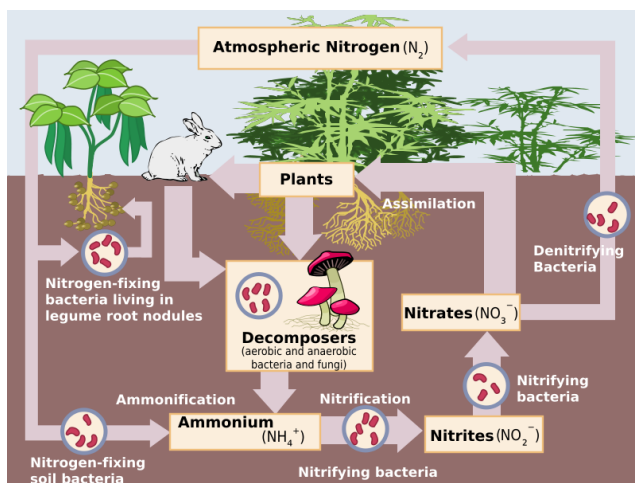 Atmospheric Nitrogen (N₂)
Plants
Assimilation
Denitrifying
Bacteria
Nitrogen-fixing
bacteria living in
legume root nodules
Decomposers
(aerobic and anaerobic
bacteria and fungi)
Nitrates (NO₃⁻)
Ammonification
Nitrification
Nitrifying
bacteria
Ammonium
(NH₄⁺)
Nitrites (NO₂⁻)
Nitrogen-fixing
soil bacteria
Nitrifying bacteria